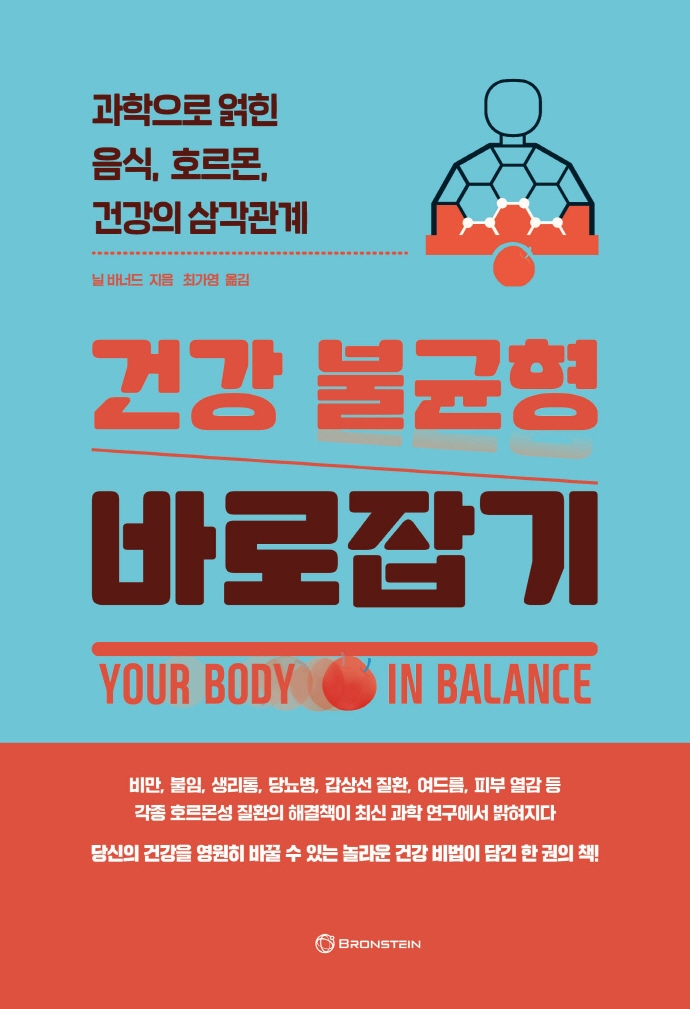 과학으로 얽힌
음식, 호르몬,
건강의 삼각관계
닐 바너드 지음 최가영 옮김
건강 불균형
바로잡기
YOUR BODY IN BALANCE
비만, 불임, 생리통, 당뇨병, 갑상선 질환, 여드름, 피부 열감 등
각종 호르몬성 질환의 해결책이 최신 과학 연구에서 밝혀지다
당신의 건강을 영원히 바꿀 수 있는 놀라운 건강 비법이 담긴 한 권의 책!
BRONSTEIN